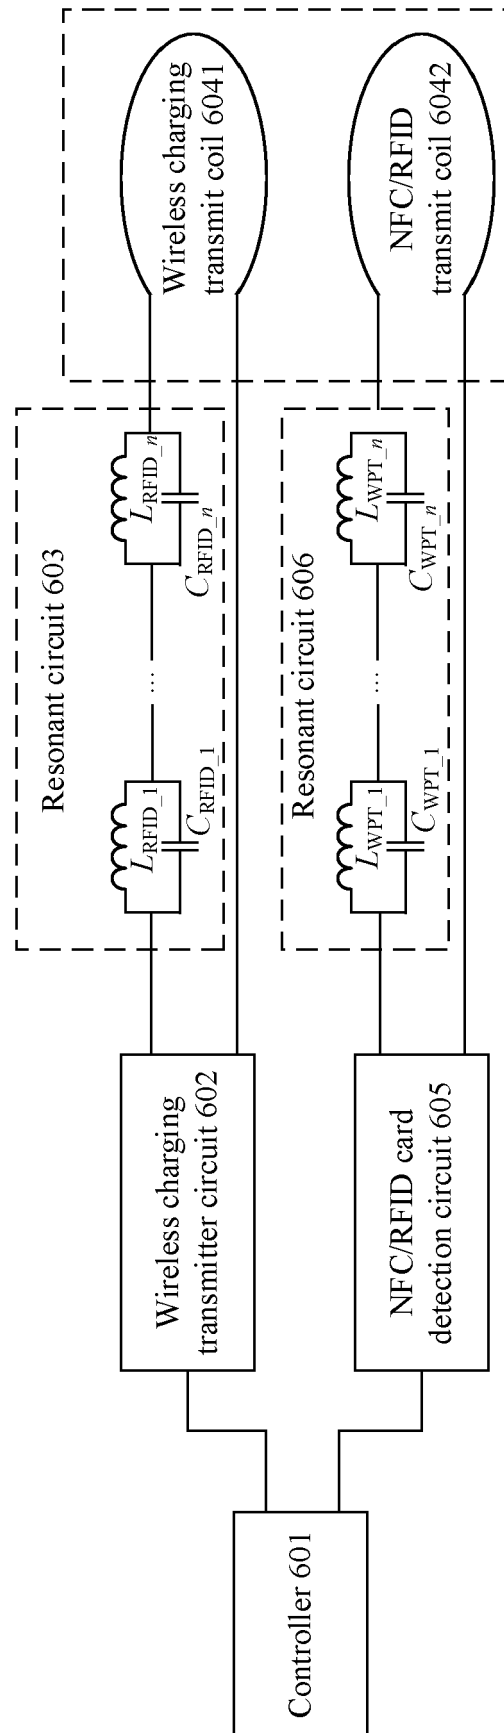 Controller 601
Wireless charging
transmitter circuit 602
NFC/RFID card
detection circuit 605
Resonant circuit 603
L_RFID_1
C_RFID_1
...
L_RFID_n
C_RFID_n
Resonant circuit 606
L_WPT_1
C_WPT_1
...
L_WPT_n
C_WPT_n
Wireless charging
transmit coil 6041
NFC/RFID
transmit coil 6042